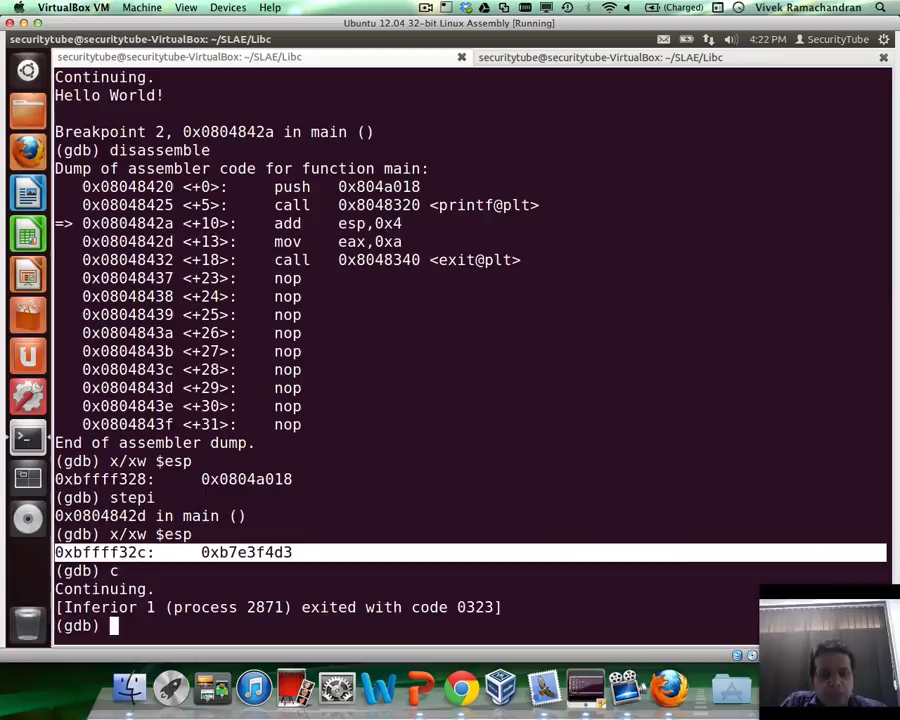 VirtualBox VM Machine View Devices Help (Charged) Vivek Ramachandran
Ubuntu 12.04 32-bit Linux Assembly [Running]
securitytube@securitytube-VirtualBox: ~/SLAE/Libc 4:22 PM SecurityTube
securitytube@securitytube-VirtualBox: ~/SLAE/Libc securitytube@securitytube-VirtualBox: ~/SLAE/Libc
Continuing.
Hello World!
Breakpoint 2, 0x0804842a in main ()
(gdb) disassemble
Dump of assembler code for function main:
0x08048420 <+0>: push 0x804a018
0x08048425 <+5>: call 0x8048320 <printf@plt>
=> 0x0804842a <+10>: add esp,0x4
0x0804842d <+13>: mov eax,0xa
0x08048432 <+18>: call 0x8048340 <exit@plt>
0x08048437 <+23>: nop
0x08048438 <+24>: nop
0x08048439 <+25>: nop
0x0804843a <+26>: nop
0x0804843b <+27>: nop
0x0804843c <+28>: nop
0x0804843d <+29>: nop
0x0804843e <+30>: nop
0x0804843f <+31>: nop
End of assembler dump.
(gdb) x/xw $esp
0xbffff328: 0x0804a018
(gdb) stepi
0x0804842d in main ()
(gdb) x/xw $esp
0xbffff32c: 0xb7e3f4d3
(gdb) c
Continuing.
[Inferior 1 (process 2871) exited with code 0323]
(gdb)